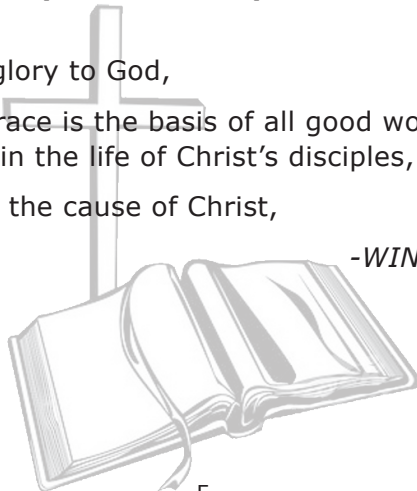 glory to God,
race is the basis of all good wo
in the life of Christ's disciples,
the cause of Christ,
-WIN